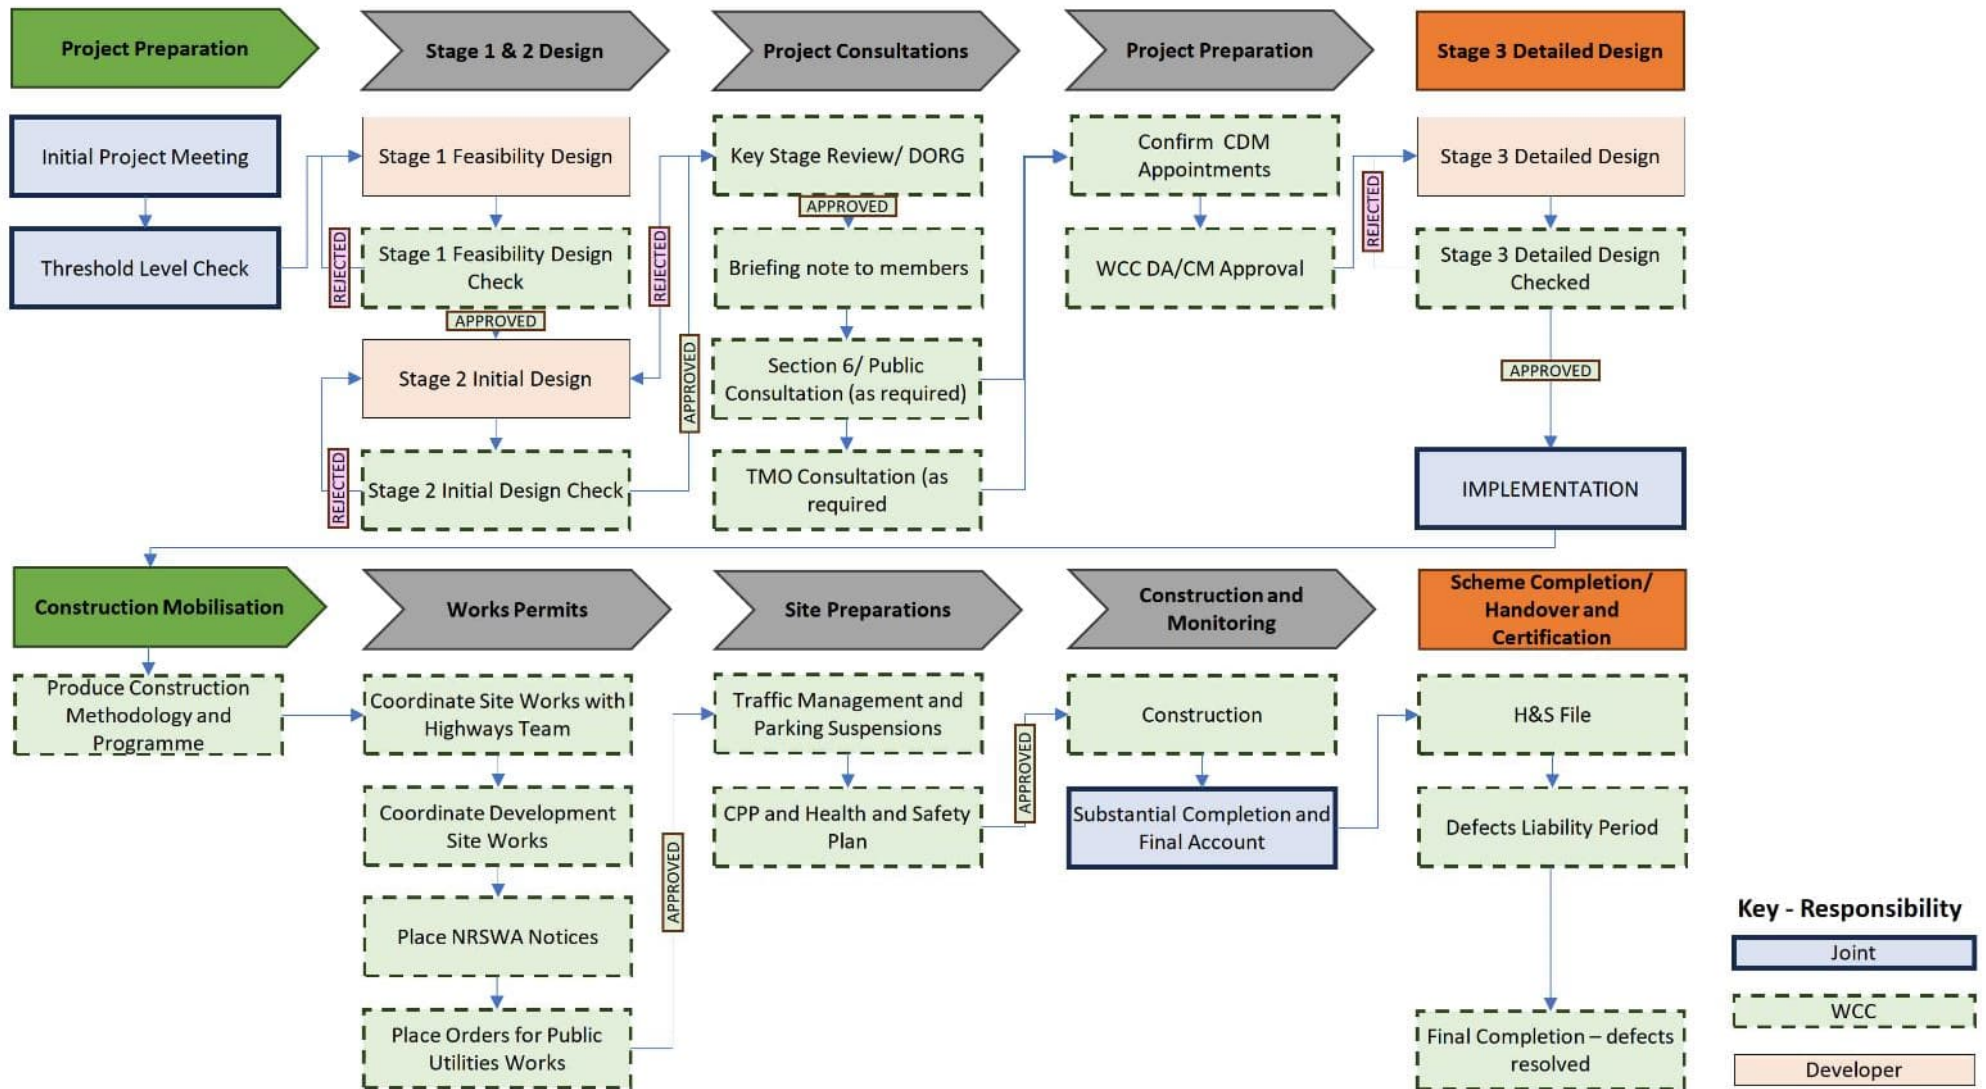 Project Preparation
Stage 1 & 2 Design
Project Consultations
Project Preparation
Stage 3 Detailed Design
Initial Project Meeting
Threshold Level Check
Stage 1 Feasibility Design
REJECTED
Stage 1 Feasibility Design
Check
APPROVED
Stage 2 Initial Design
REJECTED
Stage 2 Initial Design Check
REJECTED
APPROVED
Key Stage Review/ DORG
APPROVED
Briefing note to members
Section 6/ Public
Consultation (as required)
TMO Consultation (as
required
Confirm CDM
Appointments
WCC DA/CM Approval
REJECTED
Stage 3 Detailed Design
Stage 3 Detailed Design
Checked
APPROVED
IMPLEMENTATION
Construction Mobilisation
Works Permits
Site Preparations
Construction and
Monitoring
Scheme Completion/
Handover and
Certification
Produce Construction
Methodology and
Programme
Coordinate Site Works with
Highways Team
Coordinate Development
Site Works
Place NRSWA Notices
Place Orders for Public
Utilities Works
APPROVED
Traffic Management and
Parking Suspensions
CPP and Health and Safety
Plan
APPROVED
Construction
Substantial Completion and
Final Account
H&S File
Defects Liability Period
Final Completion – defects
resolved
Key - Responsibility
Joint
WCC
Developer